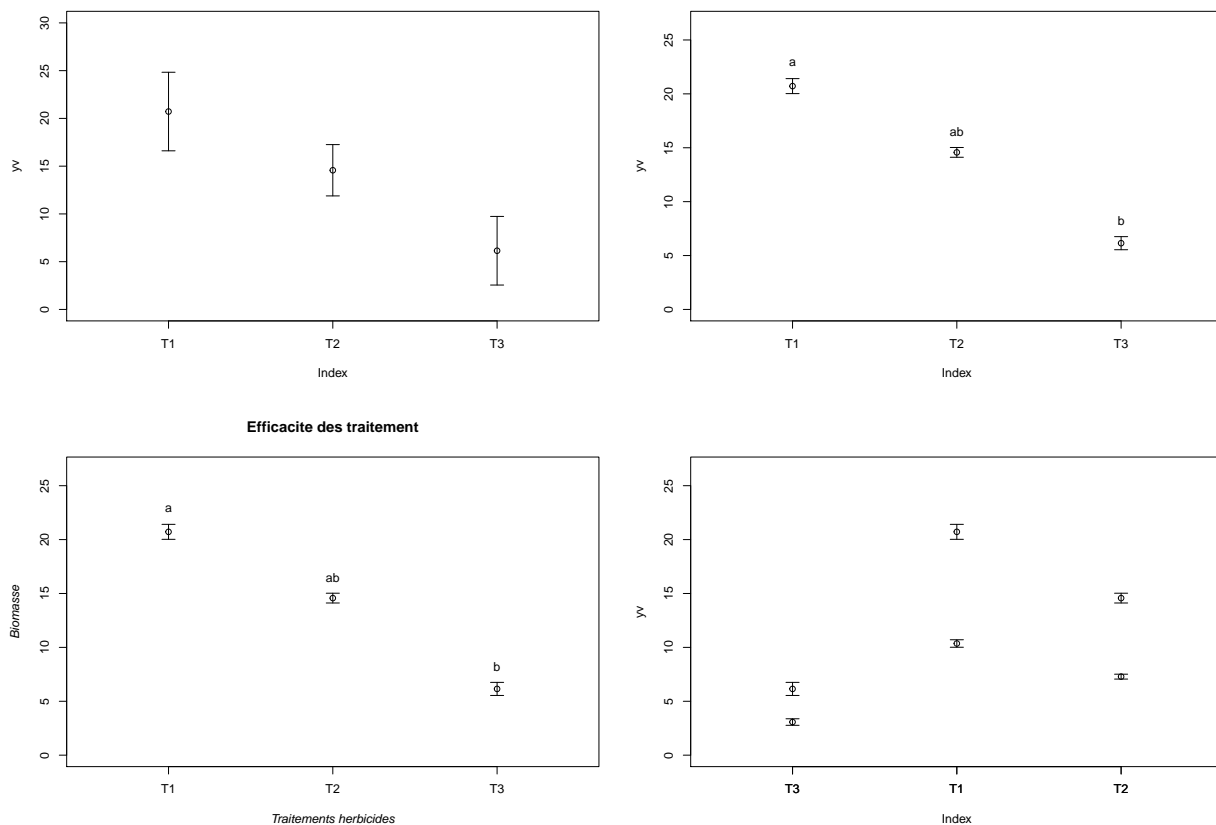 30
25
20
15
10
5
0
yv
T1 T2 T3
Index
25
20
15
10
5
0
yv
a
ab
b
T1 T2 T3
Index
Efficacite des traitement
25
20
15
10
5
0
Biomasse
a
ab
b
T1 T2 T3
Traitements herbicides
25
20
15
10
5
0
yv
T3 T1 T2
Index